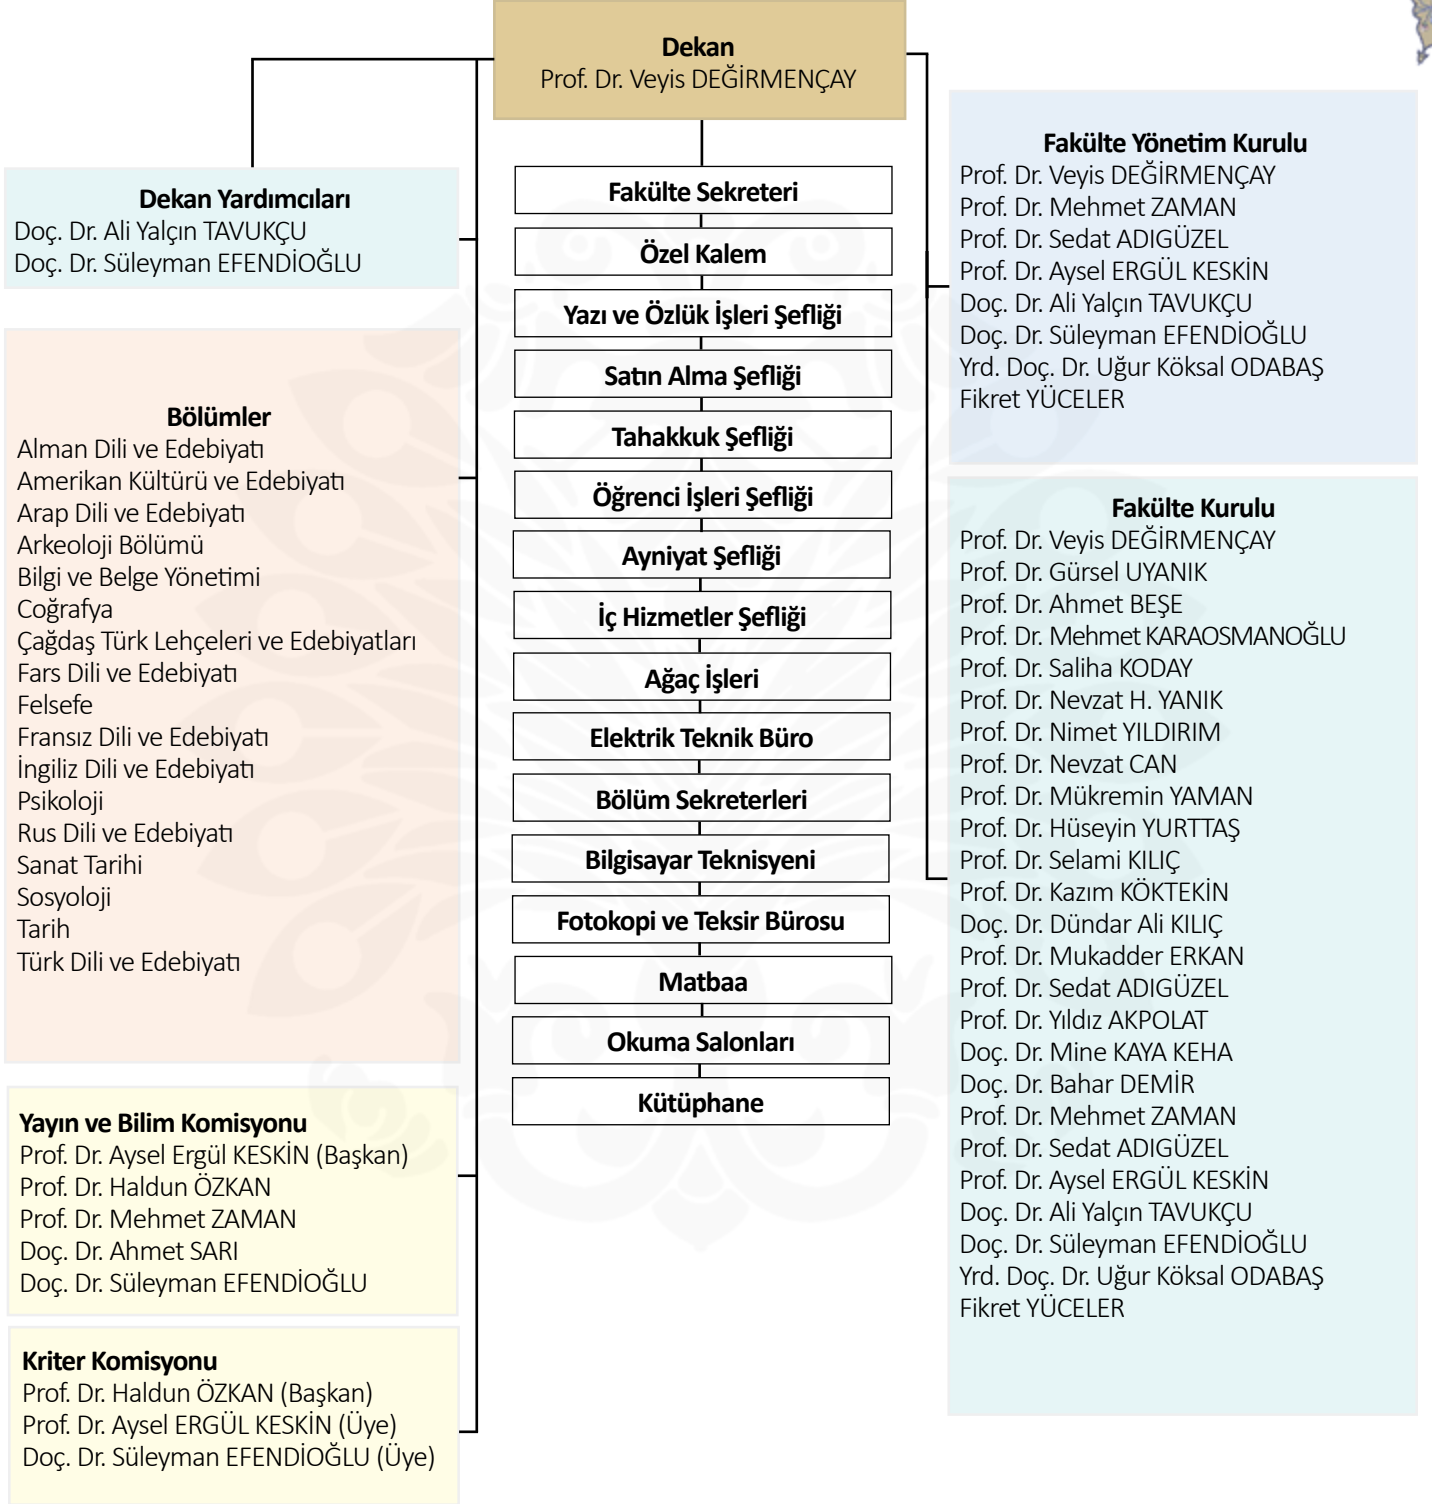 Dekan
Prof. Dr. Veyis DEĞİRMENÇAY
Dekan Yardımcıları
Doç. Dr. Ali Yalçın TAVUKÇU
Doç. Dr. Süleyman EFENDİOĞLU
Bölümler
Alman Dili ve Edebiyatı
Amerikan Kültürü ve Edebiyatı
Arap Dili ve Edebiyatı
Arkeoloji Bölümü
Bilgi ve Belge Yönetimi
Coğrafya
Çağdaş Türk Lehçeleri ve Edebiyatları
Fars Dili ve Edebiyatı
Felsefe
Fransız Dili ve Edebiyatı
İngiliz Dili ve Edebiyatı
Psikoloji
Rus Dili ve Edebiyatı
Sanat Tarihi
Sosyoloji
Tarih
Türk Dili ve Edebiyatı
Yayın ve Bilim Komisyonu
Prof. Dr. Aysel Ergül KESKİN (Başkan)
Prof. Dr. Haldun ÖZKAN
Prof. Dr. Mehmet ZAMAN
Doç. Dr. Ahmet SARI
Doç. Dr. Süleyman EFENDİOĞLU
Kriter Komisyonu
Prof. Dr. Haldun ÖZKAN (Başkan)
Prof. Dr. Aysel ERGÜL KESKİN (Üye)
Doç. Dr. Süleyman EFENDİOĞLU (Üye)
Fakülte Sekreteri
Özel Kalem
Yazı ve Özlük İşleri Şefliği
Satın Alma Şefliği
Tahakkuk Şefliği
Öğrenci İşleri Şefliği
Ayniyat Şefliği
İç Hizmetler Şefliği
Ağaç İşleri
Elektrik Teknik Büro
Bölüm Sekreterleri
Bilgisayar Teknisyeni
Fotokopi ve Teksir Bürosu
Matbaa
Okuma Salonları
Kütüphane
Fakülte Yönetim Kurulu
Prof. Dr. Veyis DEĞİRMENÇAY
Prof. Dr. Mehmet ZAMAN
Prof. Dr. Sedat ADIGÜZEL
Prof. Dr. Aysel ERGÜL KESKİN
Doç. Dr. Ali Yalçın TAVUKÇU
Doç. Dr. Süleyman EFENDİOĞLU
Yrd. Doç. Dr. Uğur Köksal ODABAŞ
Fikret YÜCELER
Fakülte Kurulu
Prof. Dr. Veyis DEĞİRMENÇAY
Prof. Dr. Gürsel UYANIK
Prof. Dr. Ahmet BEŞE
Prof. Dr. Mehmet KARAOSMANOĞLU
Prof. Dr. Saliha KODAY
Prof. Dr. Nevzat H. YANIK
Prof. Dr. Nimet YILDIRIM
Prof. Dr. Nevzat CAN
Prof. Dr. Mükremin YAMAN
Prof. Dr. Hüseyin YURTTAŞ
Prof. Dr. Selami KILIÇ
Prof. Dr. Kazım KÖKTEKİN
Doç. Dr. Dündar Ali KILIÇ
Prof. Dr. Mukadder ERKAN
Prof. Dr. Sedat ADIGÜZEL
Prof. Dr. Yıldız AKPOLAT
Doç. Dr. Mine KAYA KEHA
Doç. Dr. Bahar DEMİR
Prof. Dr. Mehmet ZAMAN
Prof. Dr. Sedat ADIGÜZEL
Prof. Dr. Aysel ERGÜL KESKİN
Doç. Dr. Ali Yalçın TAVUKÇU
Doç. Dr. Süleyman EFENDİOĞLU
Yrd. Doç. Dr. Uğur Köksal ODABAŞ
Fikret YÜCELER